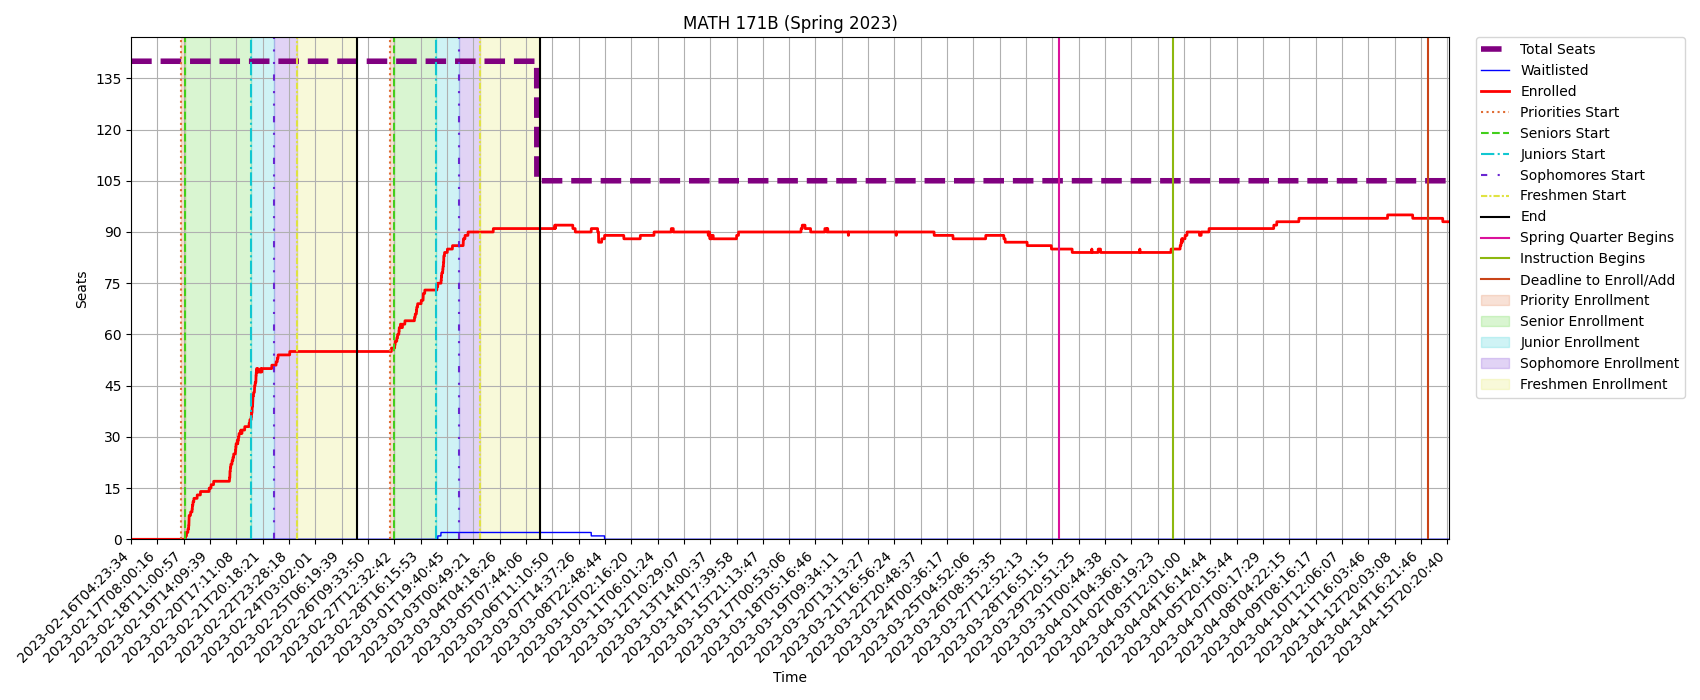 MATH 171B (Spring 2023)
Seats
135
120
105
90
75
60
45
30
15
0
2023-02-16T04:23:34
2023-02-17T08:00:16
2023-02-18T11:00:57
2023-02-19T14:09:39
2023-02-20T17:11:08
2023-02-21T20:18:21
2023-02-22T23:28:18
2023-02-24T03:02:01
2023-02-25T06:19:39
2023-02-26T09:33:50
2023-02-27T12:32:42
2023-02-28T16:15:53
2023-03-01T19:40:45
2023-03-03T00:49:21
2023-03-04T04:18:26
2023-03-05T07:44:06
2023-03-06T11:10:50
2023-03-07T14:37:26
2023-03-08T22:48:44
2023-03-10T02:16:20
2023-03-11T06:01:24
2023-03-12T10:29:07
2023-03-13T14:00:37
2023-03-14T17:39:58
2023-03-15T21:13:47
2023-03-17T00:53:06
2023-03-18T05:16:46
2023-03-19T09:34:11
2023-03-20T13:13:27
2023-03-21T16:56:24
2023-03-22T20:48:37
2023-03-24T00:36:17
2023-03-25T04:52:06
2023-03-26T08:35:35
2023-03-27T12:52:13
2023-03-28T16:51:15
2023-03-29T20:51:25
2023-03-31T00:44:38
2023-04-01T04:36:01
2023-04-02T08:19:23
2023-04-03T12:01:00
2023-04-04T16:14:44
2023-04-05T20:15:44
2023-04-07T00:17:29
2023-04-08T04:22:15
2023-04-09T08:16:17
2023-04-10T12:06:07
2023-04-11T16:03:46
2023-04-12T20:03:08
2023-04-14T16:21:46
2023-04-15T20:20:40
Time
Total Seats
Waitlisted
Enrolled
Priorities Start
Seniors Start
Juniors Start
Sophomores Start
Freshmen Start
End
Spring Quarter Begins
Instruction Begins
Deadline to Enroll/Add
Priority Enrollment
Senior Enrollment
Junior Enrollment
Sophomore Enrollment
Freshmen Enrollment